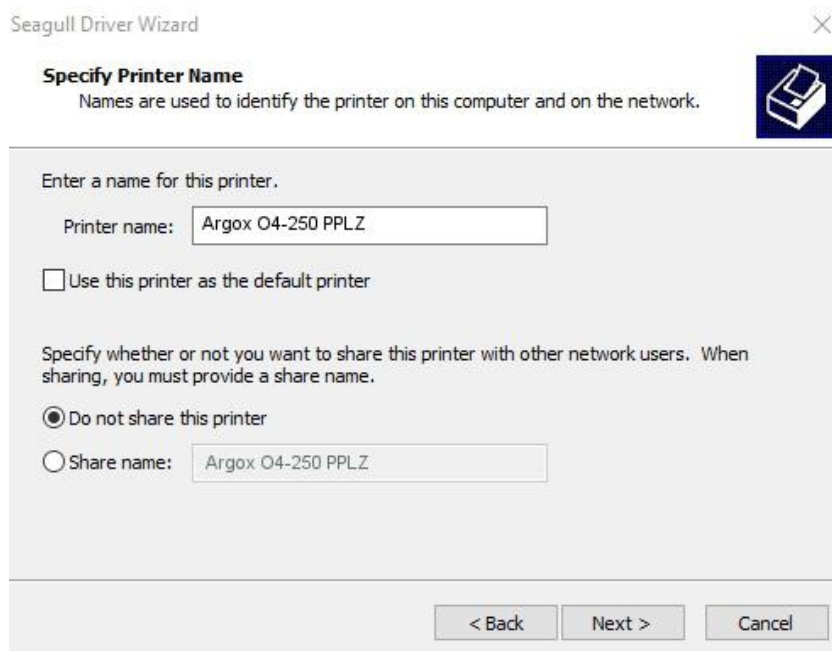 Seagull Driver Wizard
Specify Printer Name
Names are used to identify the printer on this computer and on the network.
Enter a name for this printer.
Printer name: Argox O4-250 PPLZ
Use this printer as the default printer
Specify whether or not you want to share this printer with other network users. When
sharing, you must provide a share name.
Do not share this printer
Share name: Argox O4-250 PPLZ
< Back Next > Cancel